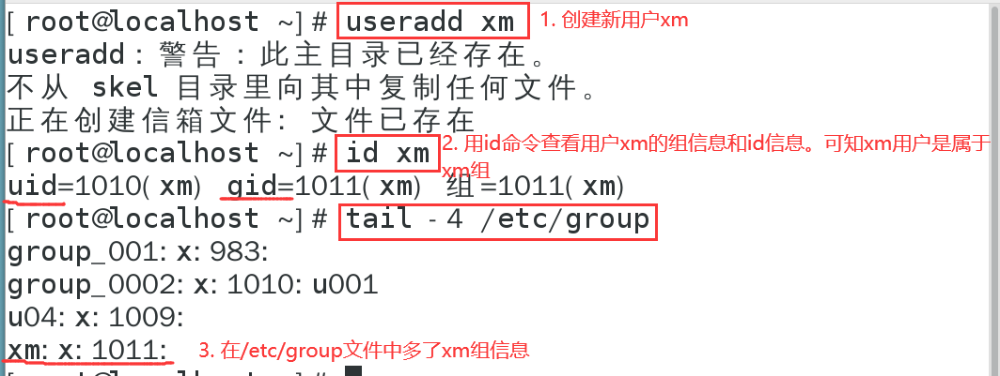 [ root@localhost ~] # useradd xm 1. 创建新用户xm
useradd：警告：此主目录已经存在。
不从 skel 目录里向其中复制任何文件。
正在创建信箱文件: 文件已存在
[ root@localhost ~] # id xm 2. 用id命令查看用户xm的组信息和id信息。可知xm用户是属于
xm组
uid=1010( xm) gid=1011( xm) 组=1011( xm)
[ root@localhost ~] # tail -4 /etc/group
group_001: x: 983:
group_0002: x: 1010: u001
u04: x: 1009:
xm: x: 1011: 3. 在/etc/group文件中多了xm组信息
[ root@localhost ~] #